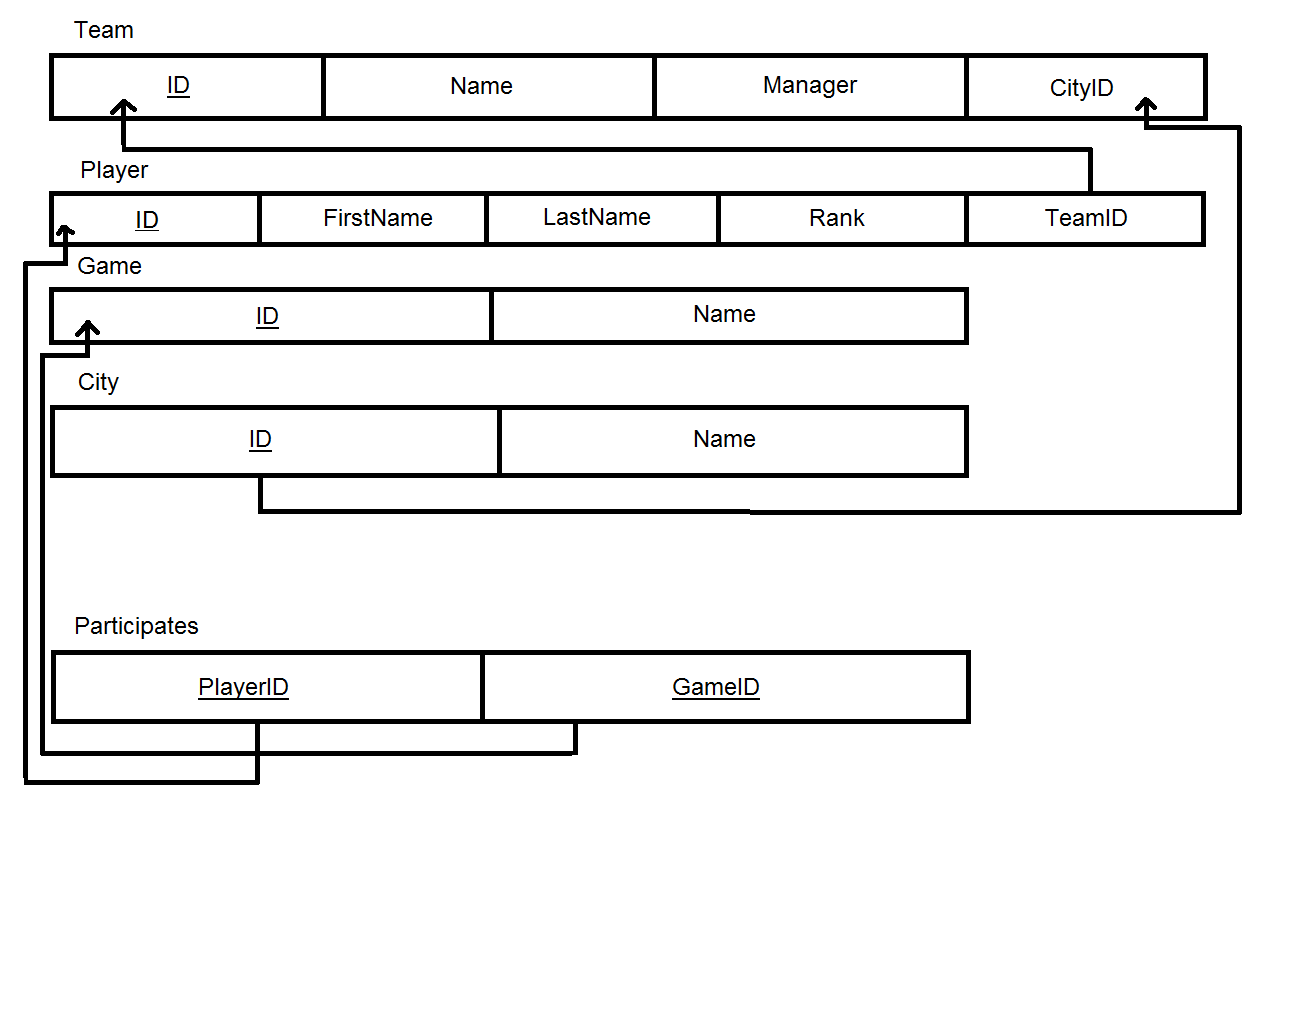 Team
ID Name Manager CityID
Player
ID FirstName LastName Rank TeamID
Game
ID Name
City
ID Name
Participates
PlayerID GameID